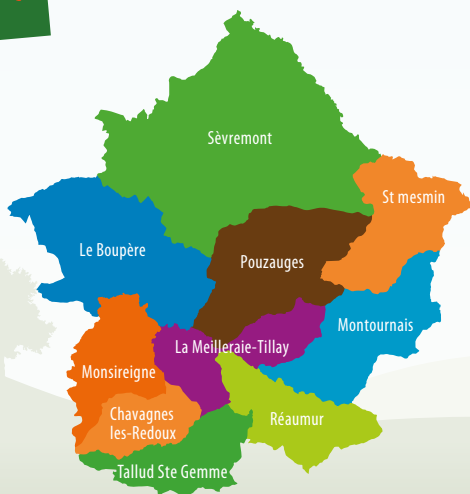 Sèvremont
St mesmin
Le Boupère
Pouzauges
Montournais
La Meilleraie-Tillay
Monsireigne
Chavagnes
les-Redoux
Réaumur
Tallud Ste Gemme